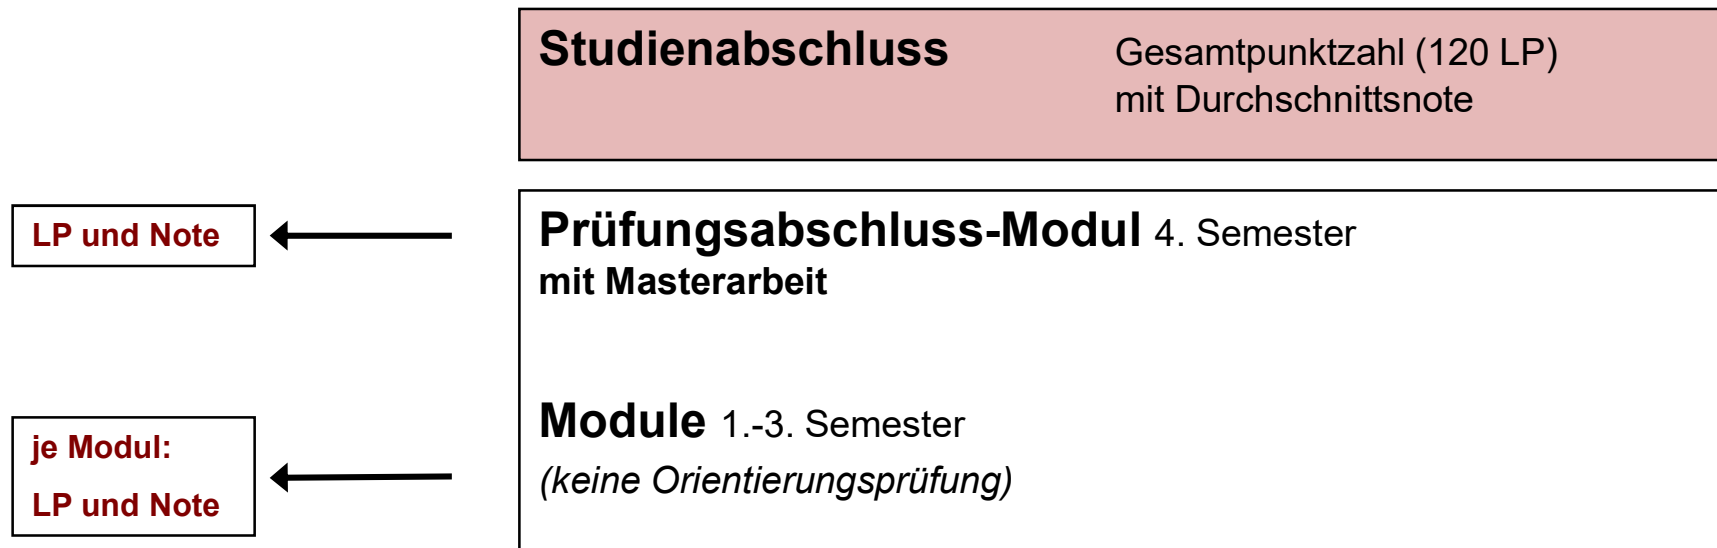 Studienabschluss Gesamtpunktzahl (120 LP)
mit Durchschnittsnote
LP und Note
Prüfungsabschluss-Modul 4. Semester
mit Masterarbeit
je Modul:
LP und Note
Module 1.-3. Semester
(keine Orientierungsprüfung)